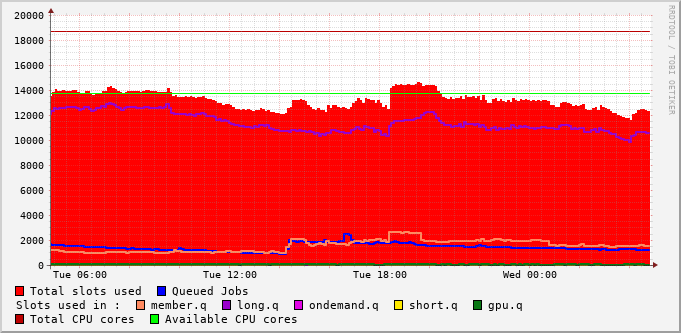 20000
18000
16000
14000
12000
10000
8000
6000
4000
2000
0
Tue 06:00 Tue 12:00 Tue 18:00 Wed 00:00
RRDTOOL / TOBI OETIKER
Total slots used Queued Jobs
Slots used in : member.q long.q ondemand.q short.q gpu.q
Total CPU cores Available CPU cores